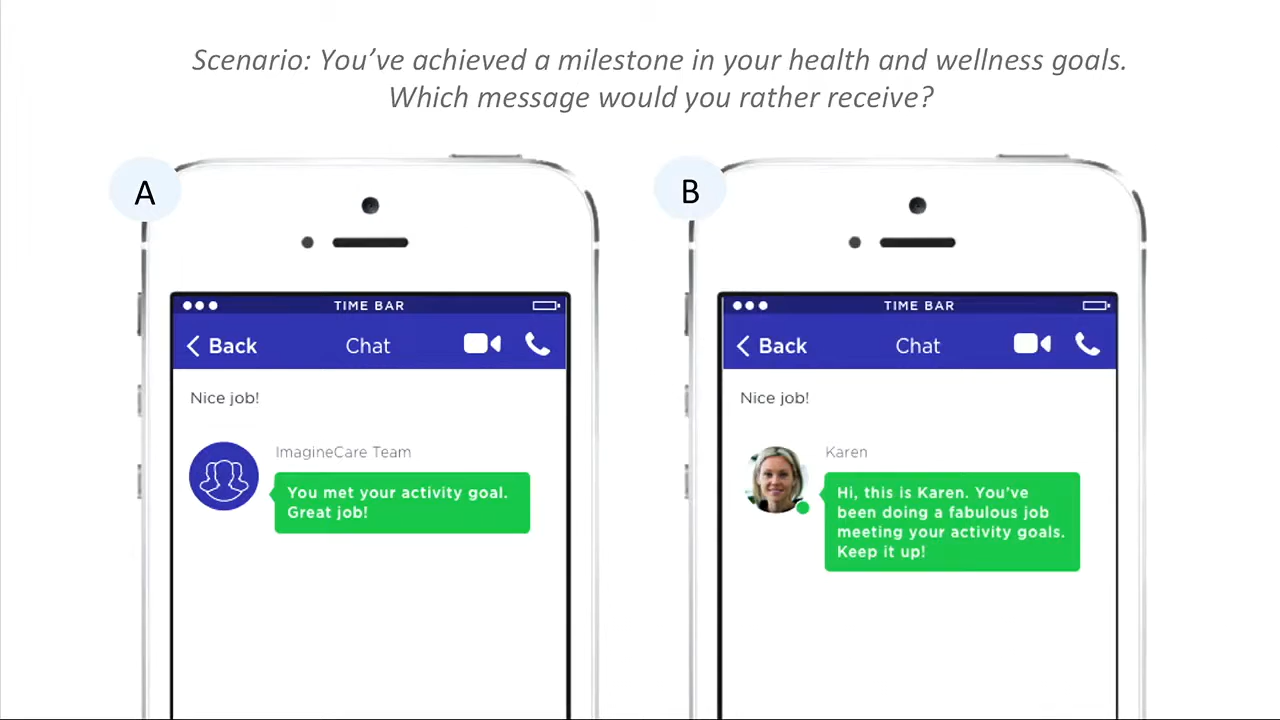 Scenario: You’ve achieved a milestone in your health and wellness goals.
Which message would you rather receive?
A
TIME BAR
Back
Chat
Nice job!
ImagineCare Team
You met your activity goal.
Great job!
B
TIME BAR
Back
Chat
Nice job!
Karen
Hi, this is Karen. You’ve
been doing a fabulous job
meeting your activity goals.
Keep it up!